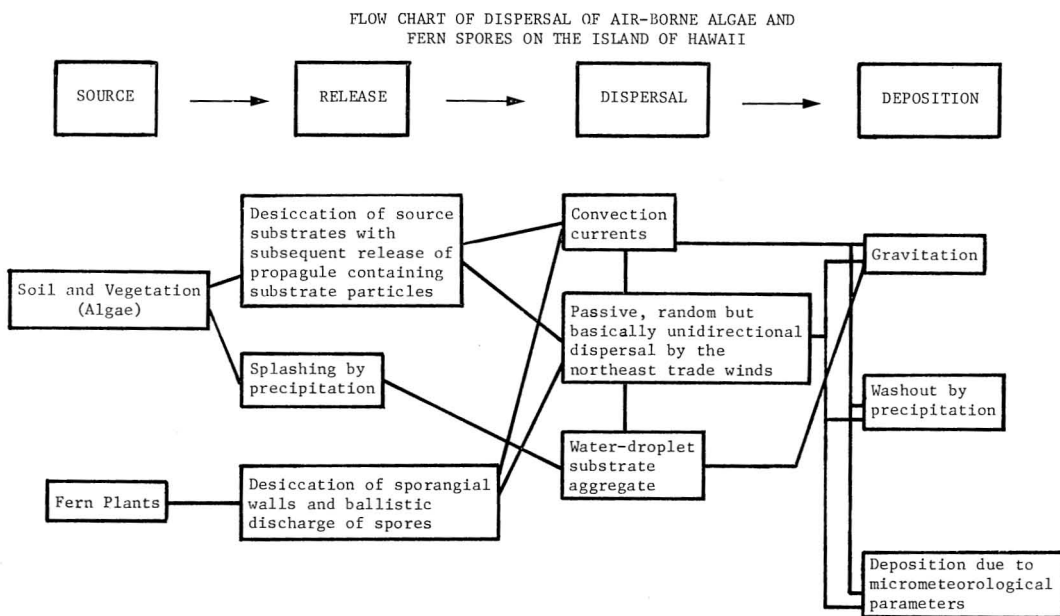 FLOW CHART OF DISPERSAL OF AIR-BORNE ALGAE AND
FERN SPORES ON THE ISLAND OF HAWAII
SOURCE
RELEASE
DISPERSAL
DEPOSITION
Soil and Vegetation
(Algae)
Fern Plants
Desiccation of source
substrates with
subsequent release of
propagule containing
substrate particles
Splashing by
precipitation
Desiccation of sporangial
walls and ballistic
discharge of spores
Convection
currents
Passive, random but
basically unidirectional
dispersal by the
northeast trade winds
Water-droplet
substrate
aggregate
Gravitation
Washout by
precipitation
Deposition due to
micrometeorological
parameters